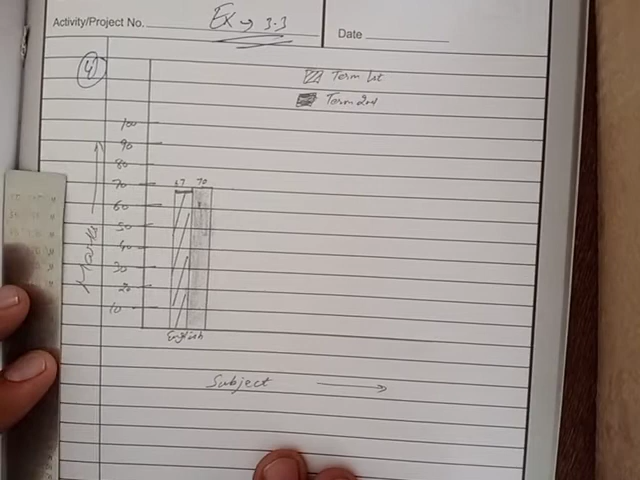 Activity/Project No. Ex → 3.3
Date
4)
Term 1st
Term 2nd
100
90
80
70
67 70
60
50
40
30
20
10
Marks
English
Subject